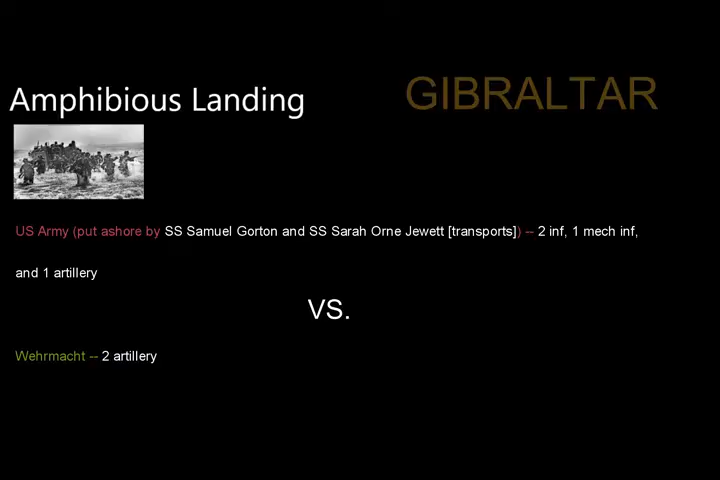 GIBRALTAR
Amphibious Landing
US Army (put ashore by SS Samuel Gorton and SS Sarah Orne Jewett [transports]) -- 2 inf, 1 mech inf,
and 1 artillery
VS.
Wehrmacht -- 2 artillery